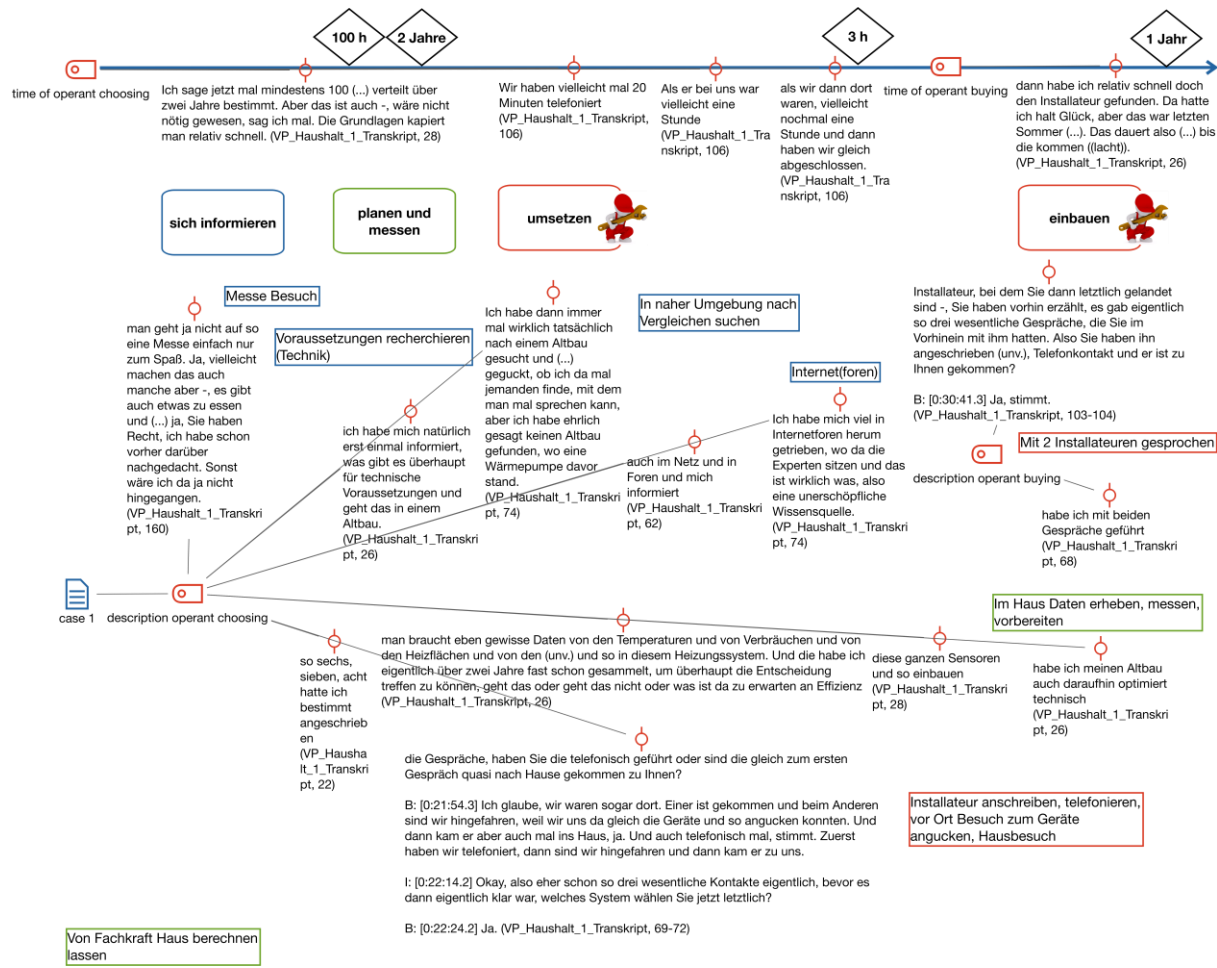 100 h
2 Jahre
3 h
1 Jahr
time of operant choosing
Ich sage jetzt mal mindestens 100 (...) verteilt über
zwei Jahre bestimmt. Aber das ist auch -, wäre nicht
nötig gewesen, sag ich mal. Die Grundlagen kapiert
man relativ schnell. (VP_Haushalt_1_Transkript, 28)
Wir haben vielleicht mal 20
Minuten telefoniert
(VP_Haushalt_1_Transkript,
106)
Als er bei uns war
vielleicht eine
Stunde
(VP_Haushalt_1_Tra
nskript, 106)
als wir dann dort
waren, vielleicht
nochmal eine
Stunde und dann
haben wir gleich
abgeschlossen.
(VP_Haushalt_1_Tra
nskript, 106)
time of operant buying
dann habe ich relativ schnell doch
den Installateur gefunden. Da hatte
ich halt Glück, aber das war letzten
Sommer (...). Das dauert also (...) bis
die kommen ((lacht)).
(VP_Haushalt_1_Transkript, 26)
sich informieren
planen und
messen
umsetzen
einbauen
Messe Besuch
man geht ja nicht auf so
eine Messe einfach nur
zum Spaß. Ja, vielleicht
machen das auch
manche aber -, es gibt
auch etwas zu essen
und (...) ja, Sie haben
Recht, ich habe schon
vorher darüber
nachgedacht. Sonst
wäre ich da ja nicht
hingegangen.
(VP_Haushalt_1_Transkri
pt, 160)
Voraussetzungen recherchieren
(Technik)
ich habe mich natürlich
erst einmal informiert,
was gibt es überhaupt
für technische
Voraussetzungen und
geht das in einem
Altbau.
(VP_Haushalt_1_Transkri
pt, 26)
Ich habe dann immer
mal wirklich tatsächlich
nach einem Altbau
gesucht und (...)
geguckt, ob ich da mal
jemanden finde, mit dem
man mal sprechen kann,
aber ich habe ehrlich
gesagt keinen Altbau
gefunden, wo eine
Wärmepumpe davor
stand.
(VP_Haushalt_1_Transkri
pt, 74)
In naher Umgebung nach
Vergleichen suchen
auch im Netz und in
Foren und mich
informiert
(VP_Haushalt_1_Transkri
pt, 62)
Internet(foren)
Ich habe mich viel in
Internetforen herum
getrieben, wo da die
Experten sitzen und das
ist wirklich was, also
eine unerschöpfliche
Wissensquelle.
(VP_Haushalt_1_Transkri
pt, 74)
Installateur, bei dem Sie dann letztlich gelandet
sind -, Sie haben vorhin erzählt, es gab eigentlich
so drei wesentliche Gespräche, die Sie im
Vorhinein mit ihm hatten. Also Sie haben ihn
angeschrieben (unv.), Telefonkontakt und er ist zu
Ihnen gekommen?
B: [0:30:41.3] Ja, stimmt.
(VP_Haushalt_1_Transkript, 103-104)
Mit 2 Installateuren gesprochen
description operant buying
habe ich mit beiden
Gespräche geführt
(VP_Haushalt_1_Transkri
pt, 68)
case 1
description operant choosing
Im Haus Daten erheben, messen,
vorbereiten
so sechs,
sieben, acht
hatte ich
bestimmt
angeschrieb
en
(VP_Hausha
lt_1_Transkri
pt, 22)
man braucht eben gewisse Daten von den Temperaturen und von Verbräuchen und von
den Heizflächen und von den (unv.) und so in diesem Heizungssystem. Und die habe ich
eigentlich über zwei Jahre fast schon gesammelt, um überhaupt die Entscheidung
treffen zu können, geht das oder geht das nicht oder was ist da zu erwarten an Effizienz
(VP_Haushalt_1_Transkript, 26)
diese ganzen Sensoren
und so einbauen
(VP_Haushalt_1_Transkri
pt, 28)
habe ich meinen Altbau
auch daraufhin optimiert
technisch
(VP_Haushalt_1_Transkri
pt, 26)
die Gespräche, haben Sie die telefonisch geführt oder sind die gleich zum ersten
Gespräch quasi nach Hause gekommen zu Ihnen?
B: [0:21:54.3] Ich glaube, wir waren sogar dort. Einer ist gekommen und beim Anderen
sind wir hingefahren, weil wir uns da gleich die Geräte und so angucken konnten. Und
dann kam er aber auch mal ins Haus, ja. Und auch telefonisch mal, stimmt. Zuerst
haben wir telefoniert, dann sind wir hingefahren und dann kam er zu uns.
I: [0:22:14.2] Okay, also eher schon so drei wesentliche Kontakte eigentlich, bevor es
dann eigentlich klar war, welches System wählen Sie jetzt letztlich?
B: [0:22:24.2] Ja. (VP_Haushalt_1_Transkript, 69-72)
Installateur anschreiben, telefonieren,
vor Ort Besuch zum Geräte
angucken, Hausbesuch
Von Fachkraft Haus berechnen
lassen